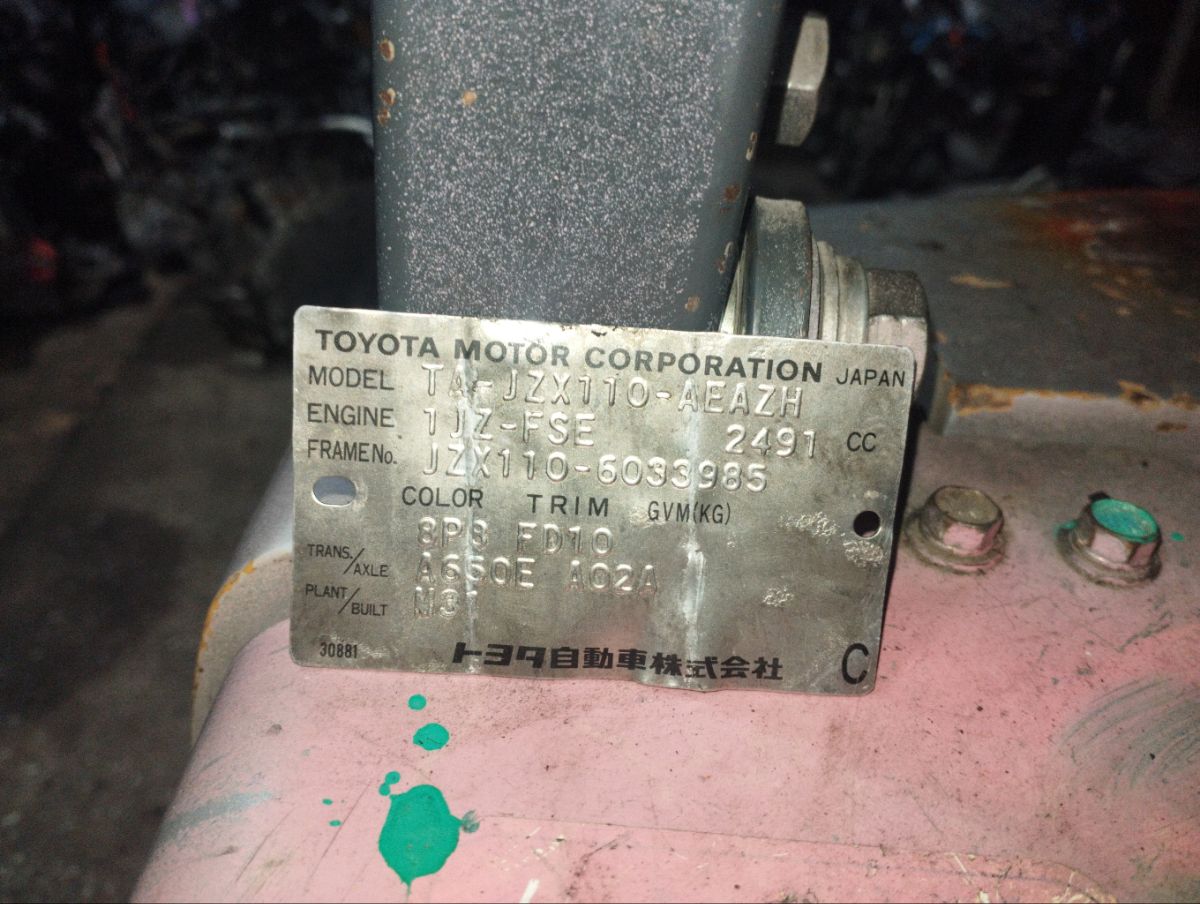 TOYOTA MOTOR CORPORATION JAPAN
MODEL TA-JZX110-AEAZH
ENGINE 1JZ-FSE 2491 CC
FRAME No. JZX110-6033985
COLOR TRIM GVM(KG)
8P8 FD10
TRANS./AXLE A650E A02A
PLANT/BUILT M3
30881 トヨタ自動車株式会社 C